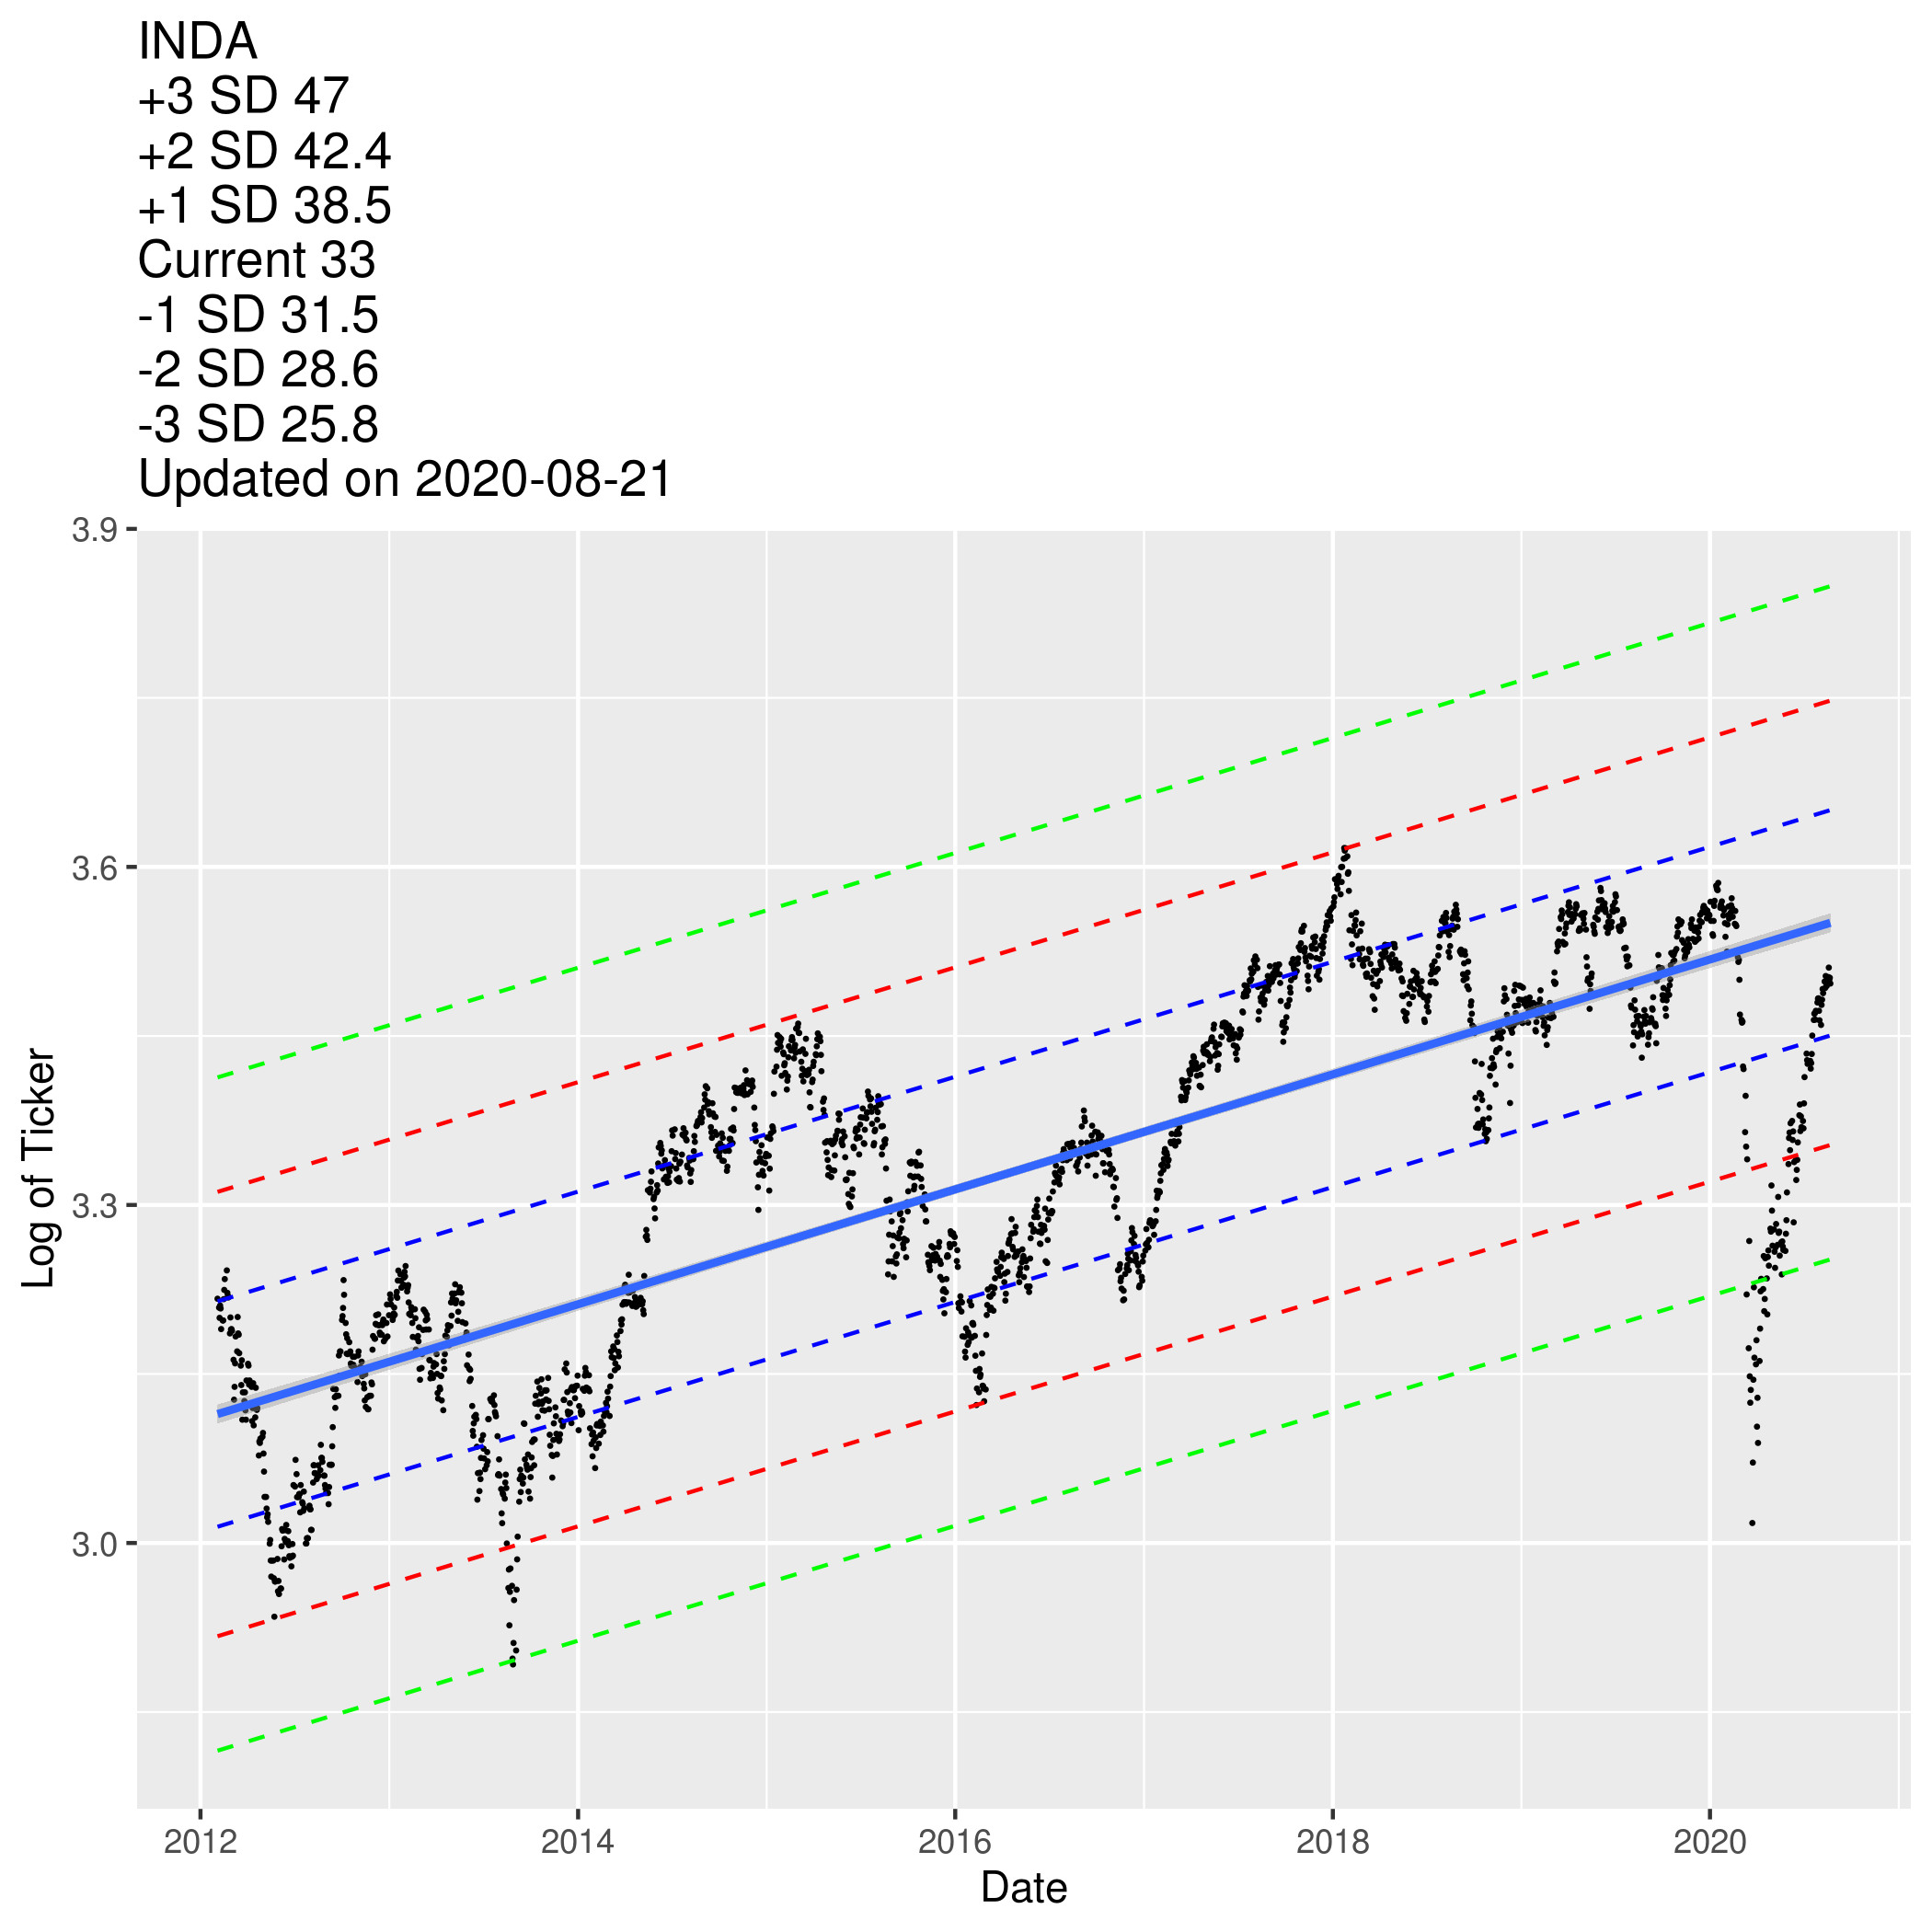 INDA
+3 SD 47
+2 SD 42.4
+1 SD 38.5
Current 33
-1 SD 31.5
-2 SD 28.6
-3 SD 25.8
Updated on 2020-08-21
3.9
3.6
3.3
3.0
Log of Ticker
2012 2014 2016 2018 2020
Date